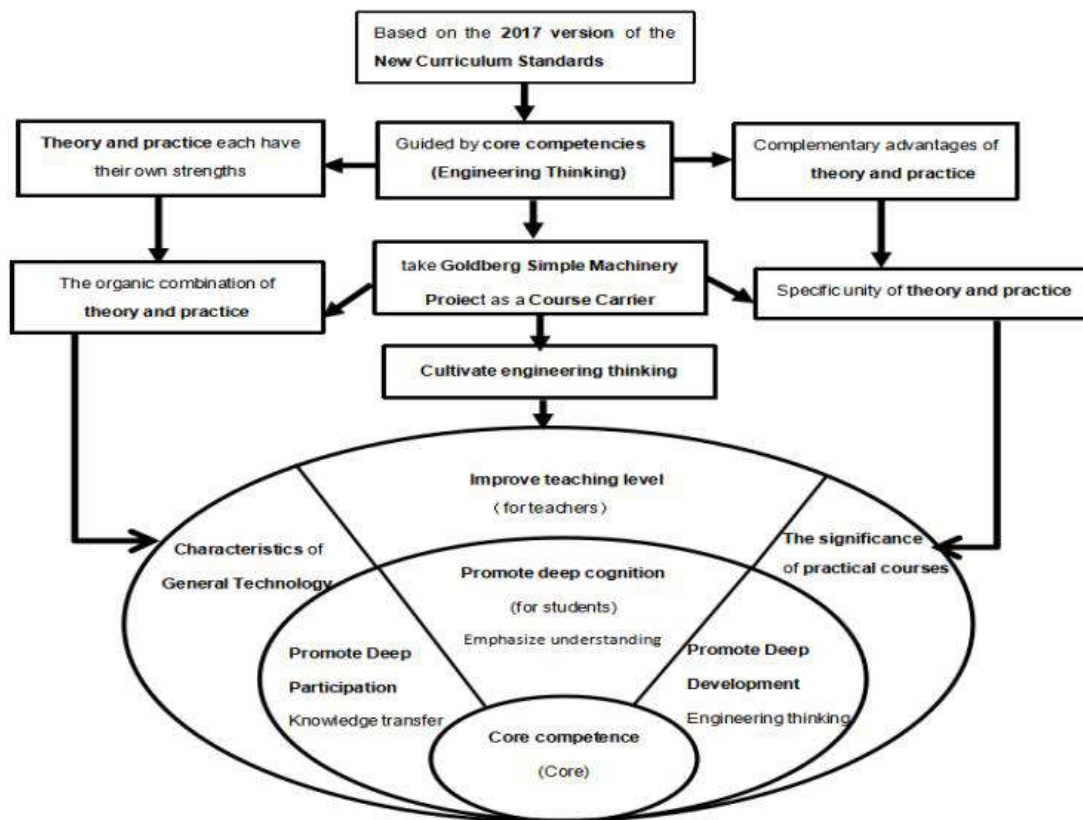 Based on the 2017 version of the
New Curriculum Standards
Theory and practice each have
their own strengths
Guided by core competencies
(Engineering Thinking)
Complementary advantages of
theory and practice
The organic combination of
theory and practice
take Goldberg Simple Machinery
Proiect as a Course Carrier
Specific unity of theory and practice
Cultivate engineering thinking
Improve teaching level
(for teachers)
Characteristics of
General Technology
The significance
of practical courses
Promote deep cognition
(for students)
Emphasize understanding
Promote Deep
Participation
Knowledge transfer
Promote Deep
Development
Engineering thinking
Core competence
(Core)